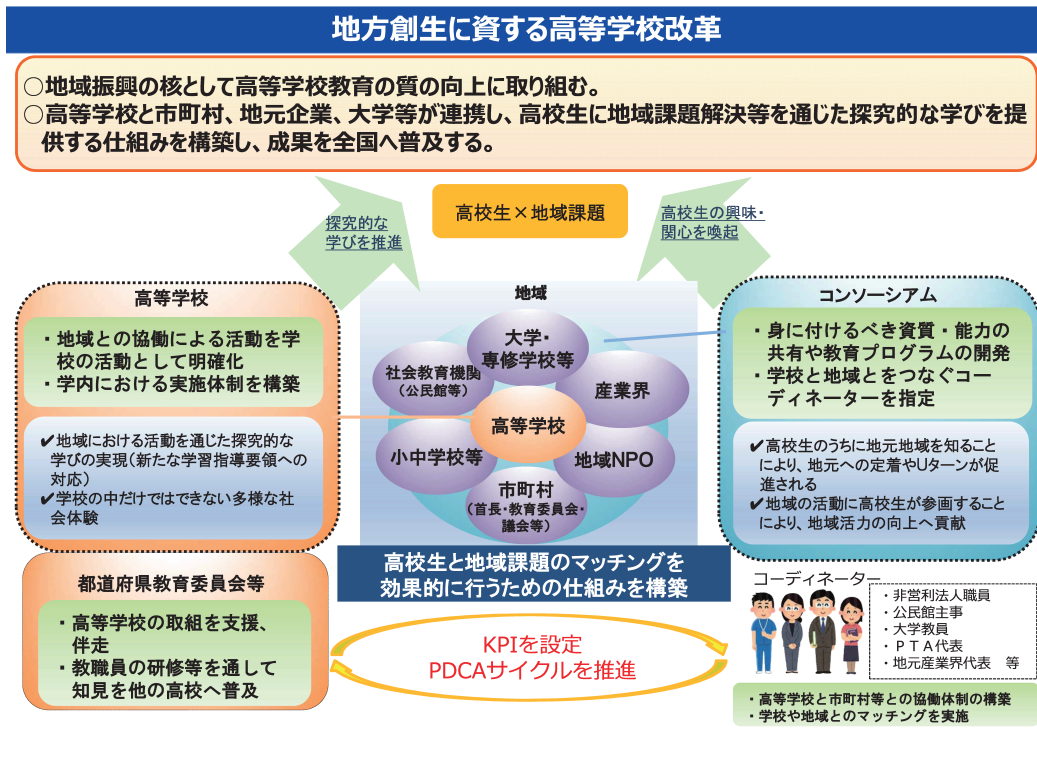 地方創生に資する高等学校改革
○地域振興の核として高等学校教育の質の向上に取り組む。
○高等学校と市町村、地元企業、大学等が連携し、高校生に地域課題解決等を通じた探究的な学びを提
供する仕組みを構築し、成果を全国へ普及する。
探究的な
学びを推進
高校生×地域課題
高校生の興味・
関心を喚起
高等学校
・地域との協働による活動を学
校の活動として明確化
・学内における実施体制を構築
✔地域における活動を通じた探究的な
学びの実現(新たな学習指導要領への
対応)
✔学校の中だけではできない多様な社
会体験
地域
大学・
専修学校等
社会教育機関
(公民館等)
産業界
高等学校
小中学校等
地域NPO
市町村
(首長・教育委員会・
議会等)
コンソーシアム
・身に付けるべき資質・能力の
共有や教育プログラムの開発
・学校と地域とをつなぐコー
ディネーターを指定
✔高校生のうちに地元地域を知ること
により、地元への定着やUターンが促
進される
✔地域の活動に高校生が参画すること
により、地域活力の向上へ貢献
高校生と地域課題のマッチングを
効果的に行うための仕組みを構築
都道府県教育委員会等
・高等学校の取組を支援、
伴走
・教職員の研修等を通して
知見を他の高校へ普及
KPIを設定
PDCAサイクルを推進
コーディネーター
・非営利法人職員
・公民館主事
・大学教員
・PTA代表
・地元産業界代表 等
・高等学校と市町村等との協働体制の構築
・学校や地域とのマッチングを実施